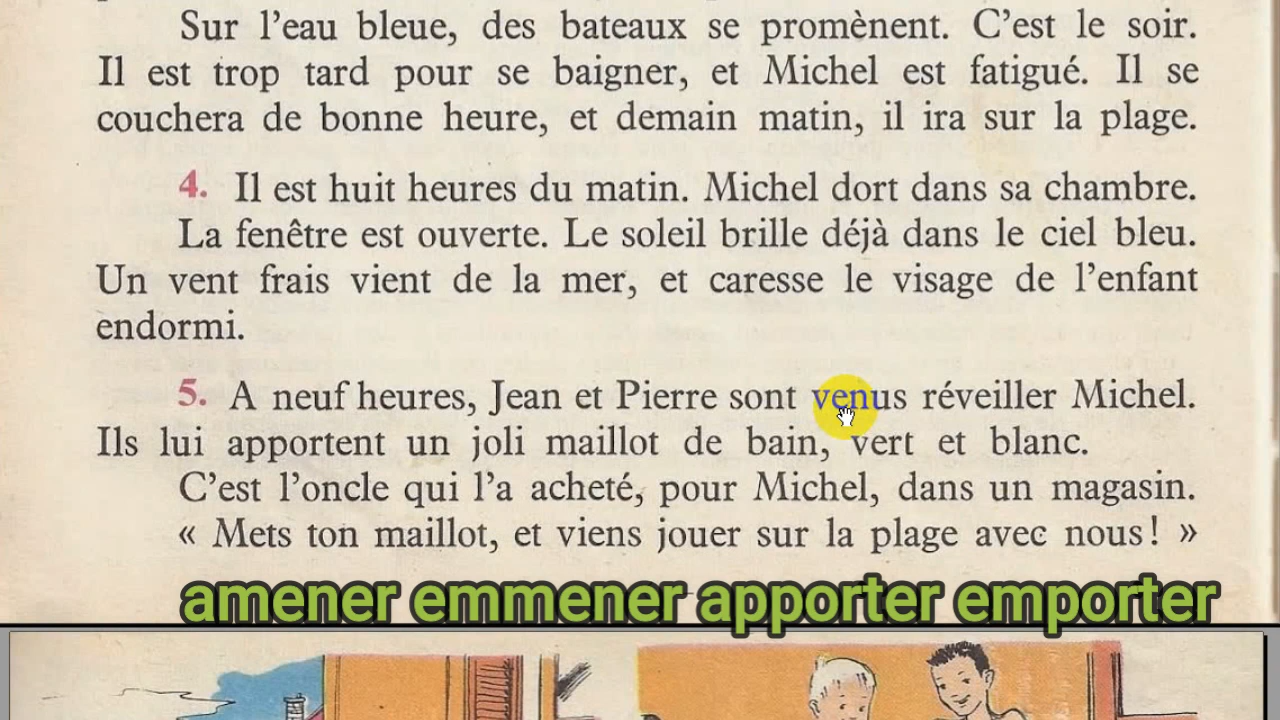 Sur l'eau bleue, des bateaux se promènent. C'est le soir.
Il est trop tard pour se baigner, et Michel est fatigué. Il se
couchera de bonne heure, et demain matin, il ira sur la plage.
4. Il est huit heures du matin. Michel dort dans sa chambre.
La fenêtre est ouverte. Le soleil brille déjà dans le ciel bleu.
Un vent frais vient de la mer, et caresse le visage de l'enfant
endormi.
5. A neuf heures, Jean et Pierre sont venus réveiller Michel.
Ils lui apportent un joli maillot de bain, vert et blanc.
C'est l'oncle qui l'a acheté, pour Michel, dans un magasin.
« Mets ton maillot, et viens jouer sur la plage avec nous! »
amener emmener apporter emporter